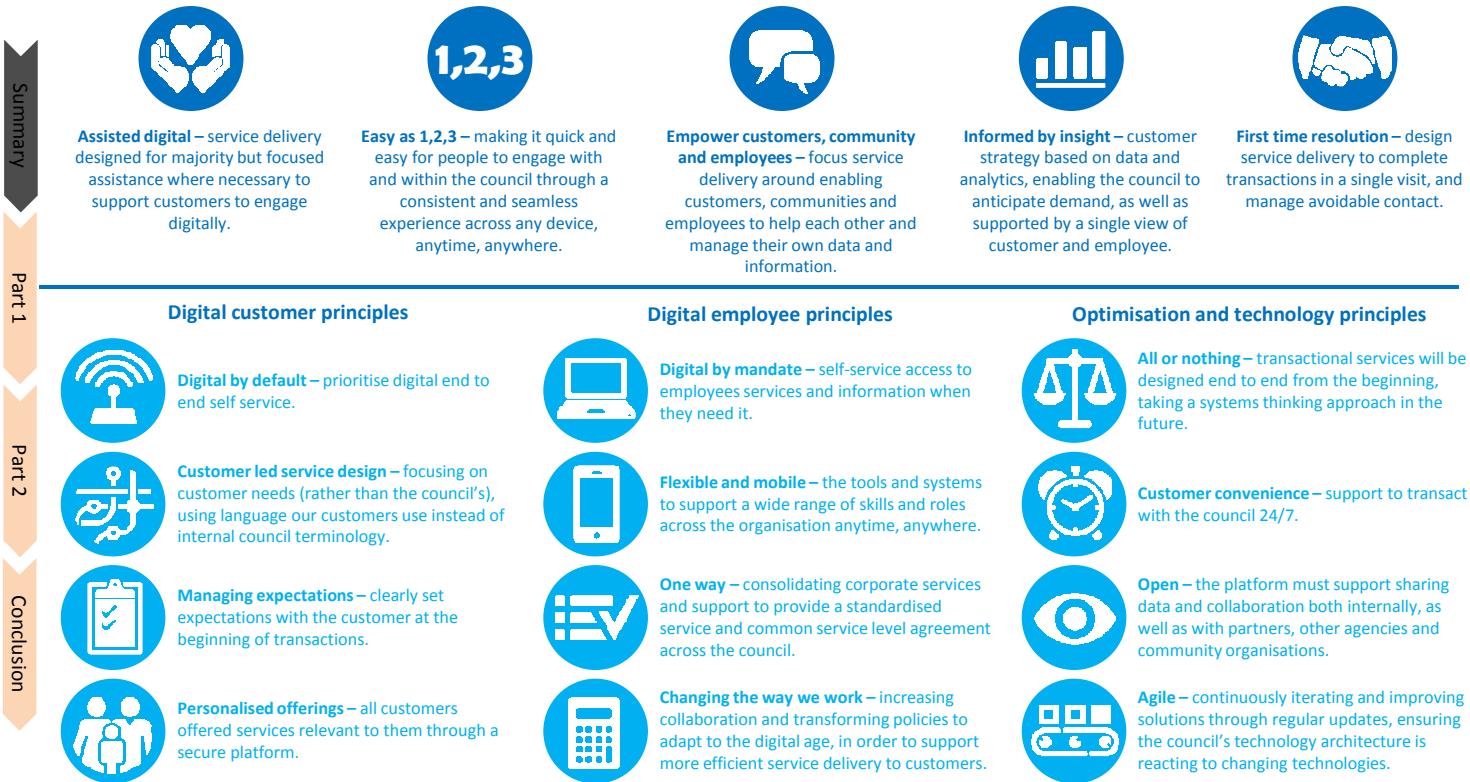 Summary
Part 1
Part 2
Conclusion
1,2,3
Assisted digital – service delivery
designed for majority but focused
assistance where necessary to
support customers to engage
digitally.
Easy as 1,2,3 – making it quick and
easy for people to engage with
and within the council through a
consistent and seamless
experience across any device,
anytime, anywhere.
Empower customers, community
and employees – focus service
delivery around enabling
customers, communities and
employees to help each other and
manage their own data and
information.
Informed by insight – customer
strategy based on data and
analytics, enabling the council to
anticipate demand, as well as
supported by a single view of
customer and employee.
First time resolution – design
service delivery to complete
transactions in a single visit, and
manage avoidable contact.
Digital customer principles
Digital by default – prioritise digital end to
end self service.
Customer led service design – focusing on
customer needs (rather than the council's),
using language our customers use instead of
internal council terminology.
Managing expectations – clearly set
expectations with the customer at the
beginning of transactions.
Personalised offerings – all customers
offered services relevant to them through a
secure platform.
Digital employee principles
Digital by mandate – self-service access to
employees services and information when
they need it.
Flexible and mobile – the tools and systems
to support a wide range of skills and roles
across the organisation anytime, anywhere.
One way – consolidating corporate services
and support to provide a standardised
service and common service level agreement
across the council.
Changing the way we work – increasing
collaboration and transforming policies to
adapt to the digital age, in order to support
more efficient service delivery to customers.
Optimisation and technology principles
All or nothing – transactional services will be
designed end to end from the beginning,
taking a systems thinking approach in the
future.
Customer convenience – support to transact
with the council 24/7.
Open – the platform must support sharing
data and collaboration both internally, as
well as with partners, other agencies and
community organisations.
Agile – continuously iterating and improving
solutions through regular updates, ensuring
the council's technology architecture is
reacting to changing technologies.